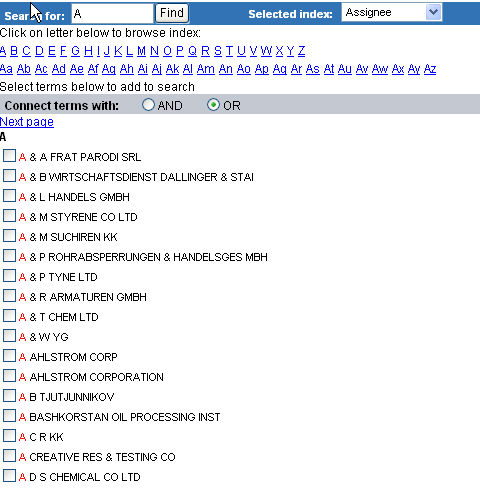 Search for: A Find Selected index: Assignee
Click on letter below to browse index:
A B C D E F G H I J K L M N O P Q R S T U V W X Y Z
Aa Ab Ac Ad Ae Af Ag Ah Ai Aj Ak Al Am An Ao Ap Aq Ar As At Au Av Aw Ax Ay Az
Select terms below to add to search
Connect terms with: AND OR
Next page
A
A & A FRAT PARODI SRL
A & B WIRTSCHAFTSDIENST DALLINGER & STAI
A & L HANDELS GMBH
A & M STYRENE CO LTD
A & M SUCHIREN KK
A & P ROHRABSPERRUNGEN & HANDELSGES MBH
A & P TYNE LTD
A & R ARMATUREN GMBH
A & T CHEM LTD
A & W YG
A AHLSTROM CORP
A AHLSTROM CORPORATION
A B TJUTJUNNIKOV
A BASHKORSTAN OIL PROCESSING INST
A C R KK
A CREATIVE RES & TESTING CO
A D S CHEMICAL CO LTD